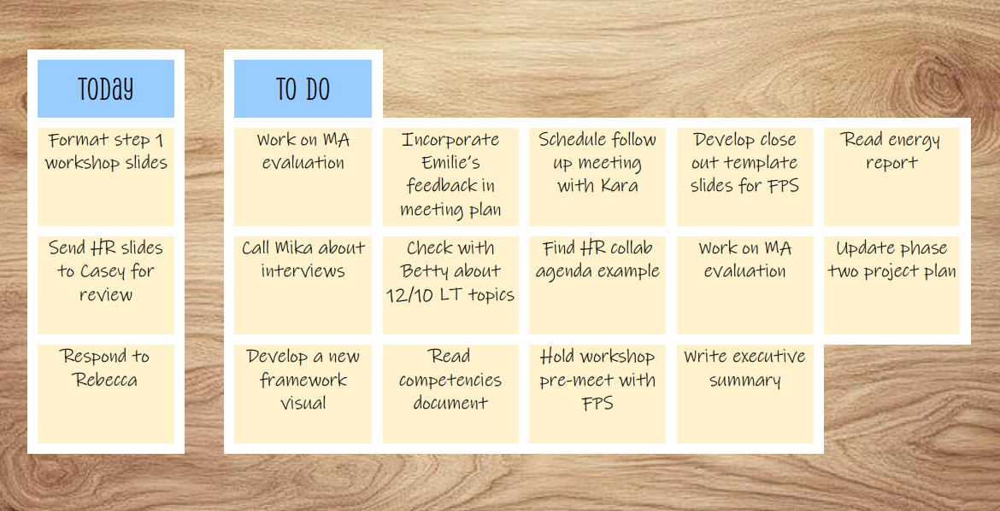 TODAY
Format step 1
workshop slides
Send HR slides
to Casey for
review
Respond to
Rebecca
TO DO
Work on MA
evaluation
Incorporate
Emilie's
feedback in
meeting plan
Schedule follow
up meeting
with Kara
Develop close
out template
slides for FPS
Read energy
report
Call Mika about
interviews
Check with
Betty about
12/10 LT topics
Find HR collab
agenda example
Work on MA
evaluation
Update phase
two project plan
Develop a new
framework
visual
Read
competencies
document
Hold workshop
pre-meet with
FPS
Write executive
summary